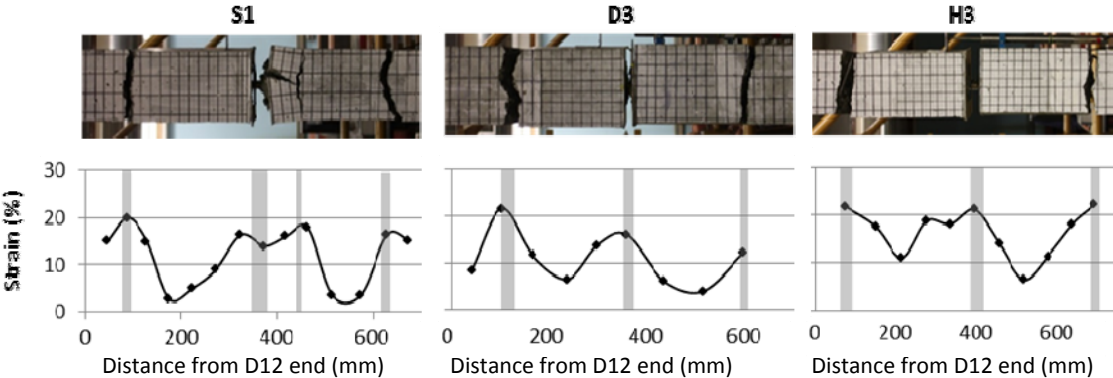 S1 D3 H3
30
20
10
0
Strain (%)
0 200 400 600 0 200 400 600 0 200 400 600
Distance from D12 end (mm) Distance from D12 end (mm) Distance from D12 end (mm)